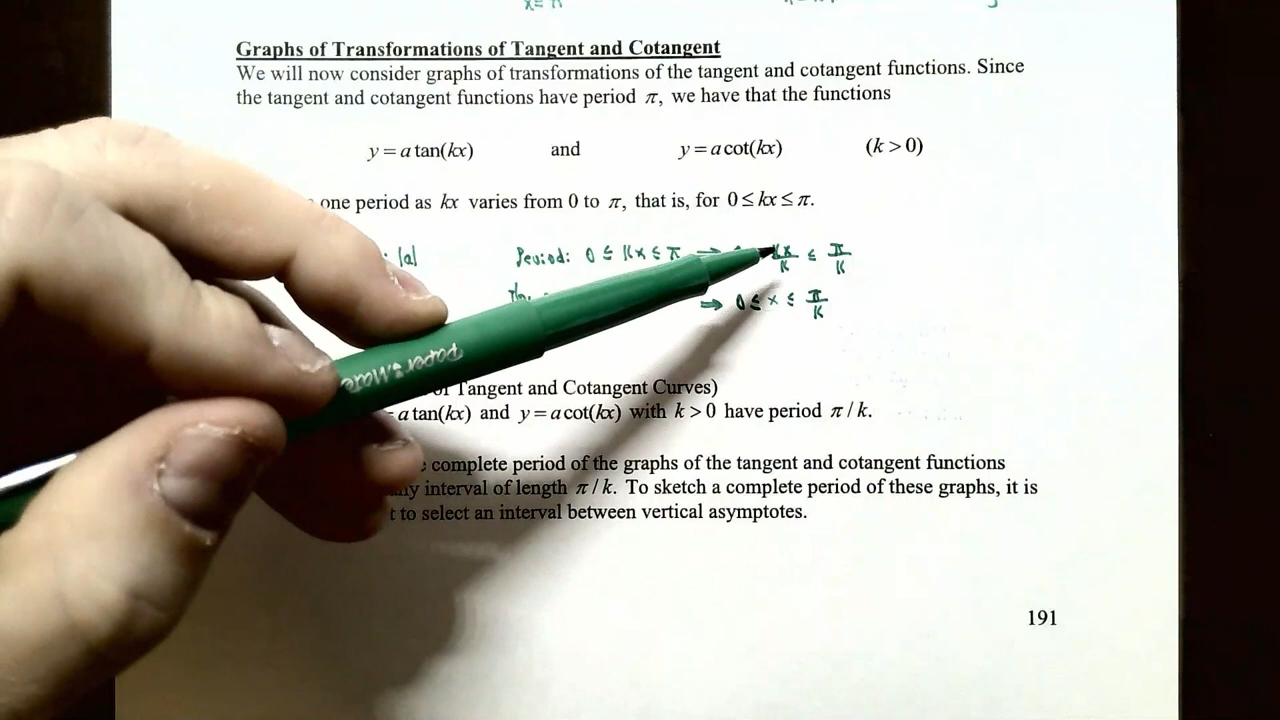 x = π
Graphs of Transformations of Tangent and Cotangent
We will now consider graphs of transformations of the tangent and cotangent functions. Since
the tangent and cotangent functions have period π, we have that the functions
y = a tan(kx) and y = a cot(kx) (k > 0)
one period as kx varies from 0 to π, that is, for 0 ≤ kx ≤ π.
: |a| Period: 0 ≤ kx ≤ π → kx/k ≤ π/k
⇒ 0 ≤ x ≤ π/k
Paper:Mate
Tangent and Cotangent Curves)
a tan(kx) and y = a cot(kx) with k > 0 have period π / k.
complete period of the graphs of the tangent and cotangent functions
interval of length π / k. To sketch a complete period of these graphs, it is
to select an interval between vertical asymptotes.
191